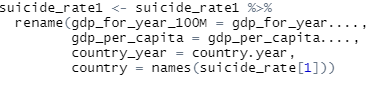 suicide_rate1 <- suicide_rate1 %>%
rename(gdp_for_year_100M = gdp_for_year....,
gdp_per_capita = gdp_per_capita....,
country_year = country.year,
country = names(suicide_rate[1]))